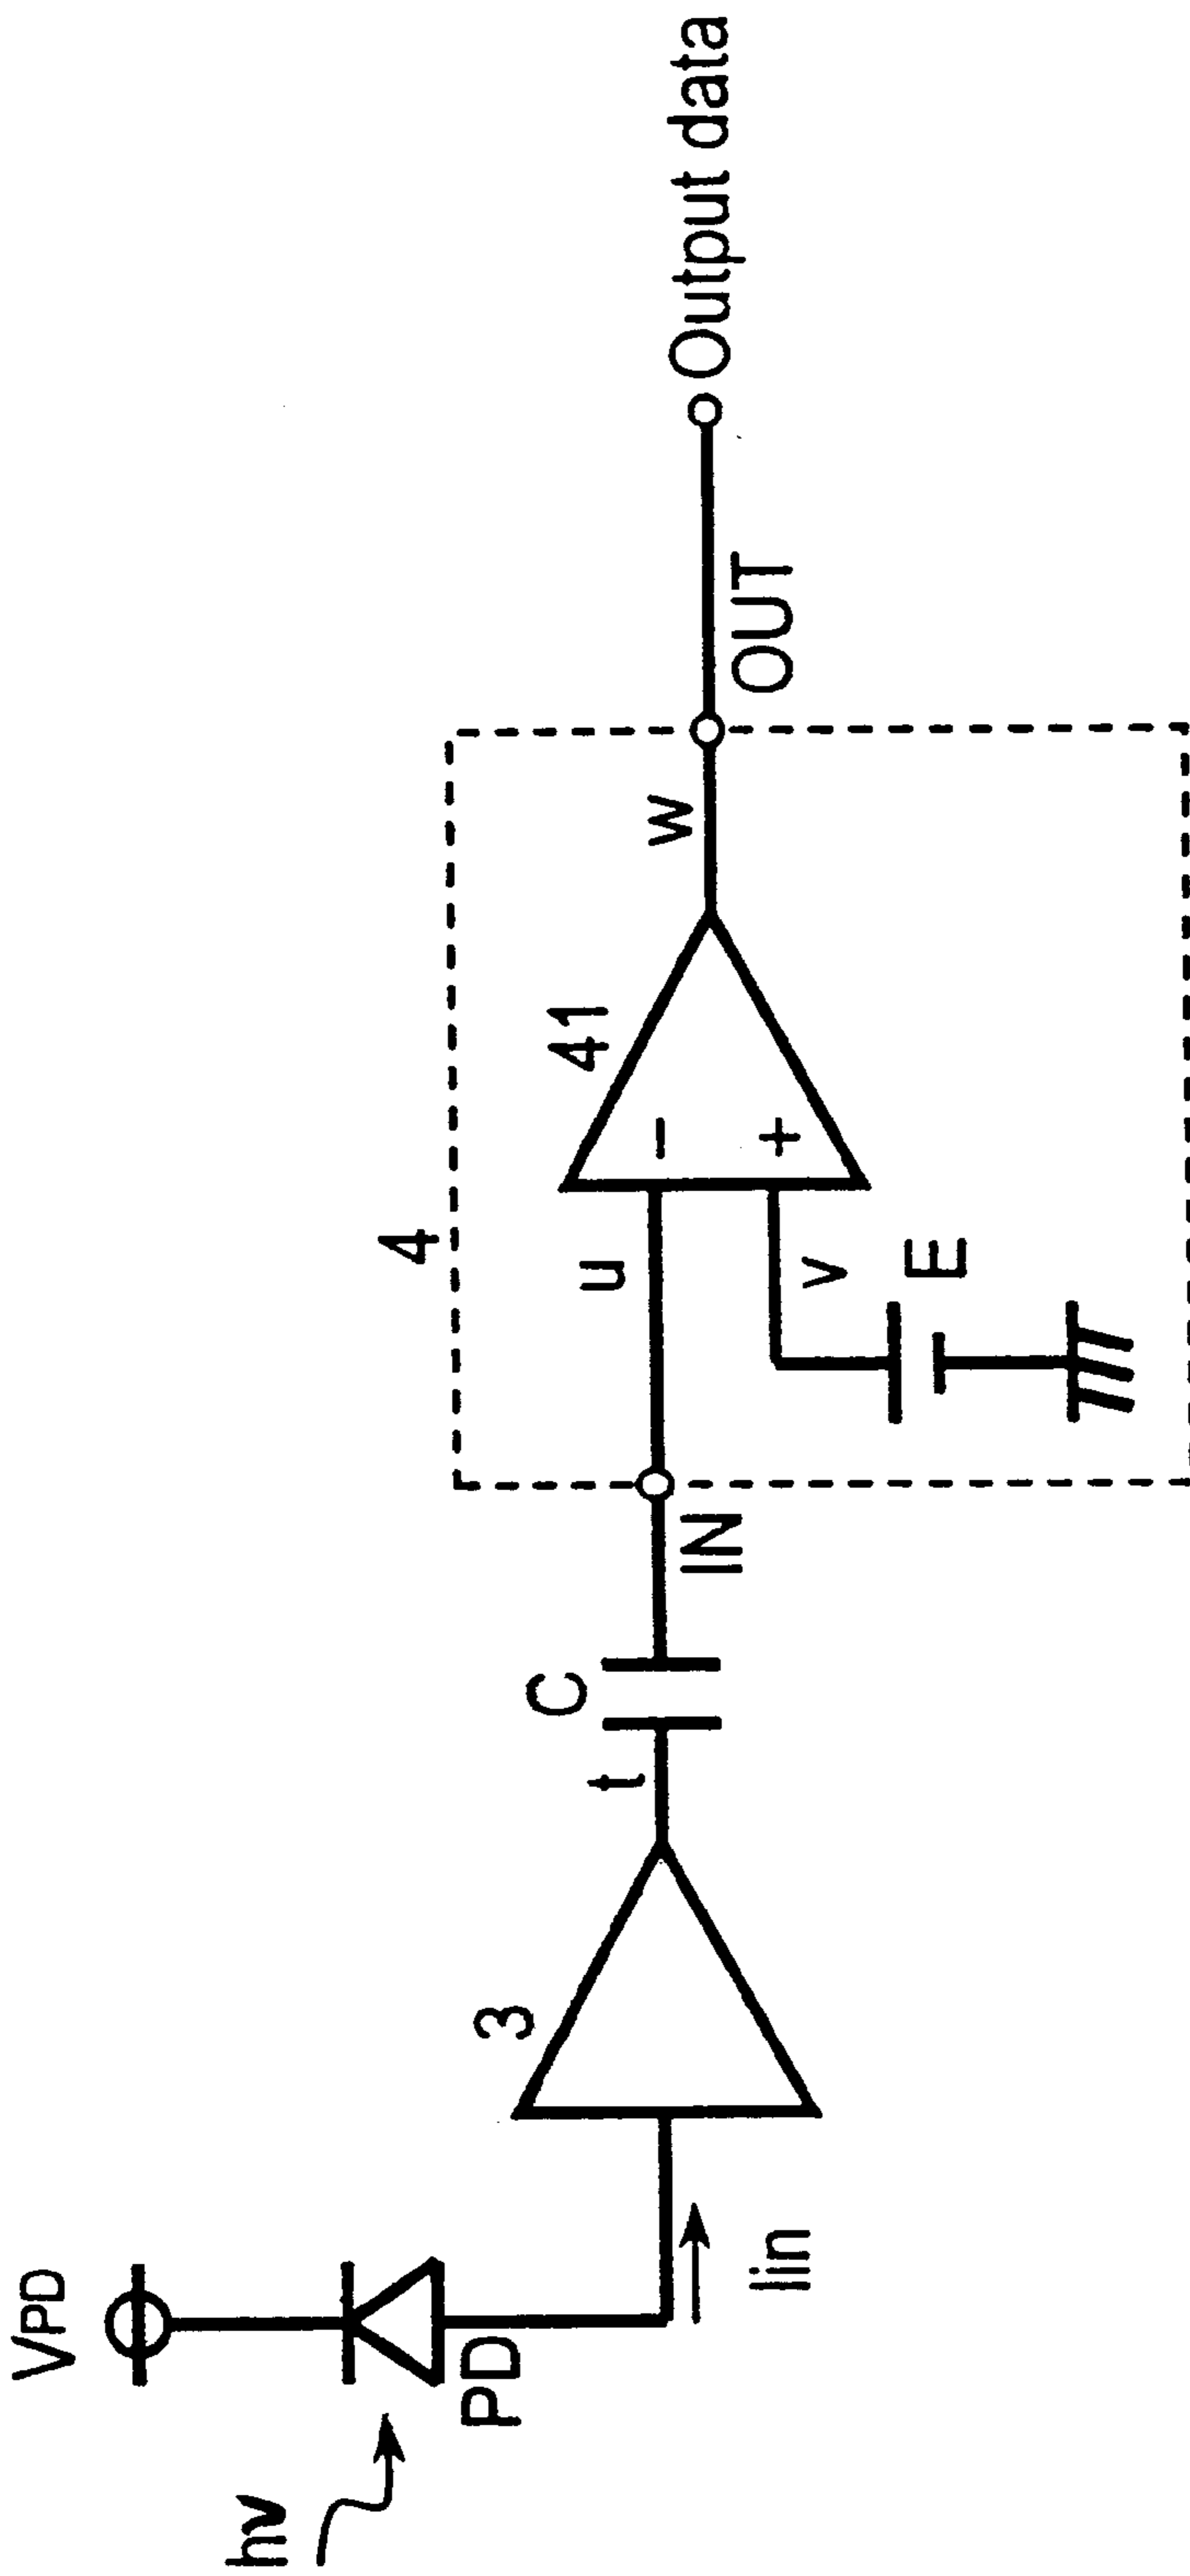 hν
VPD
PD
Iin
3
t
C
IN
4
u
v
E
−
+
41
w
OUT
Output data